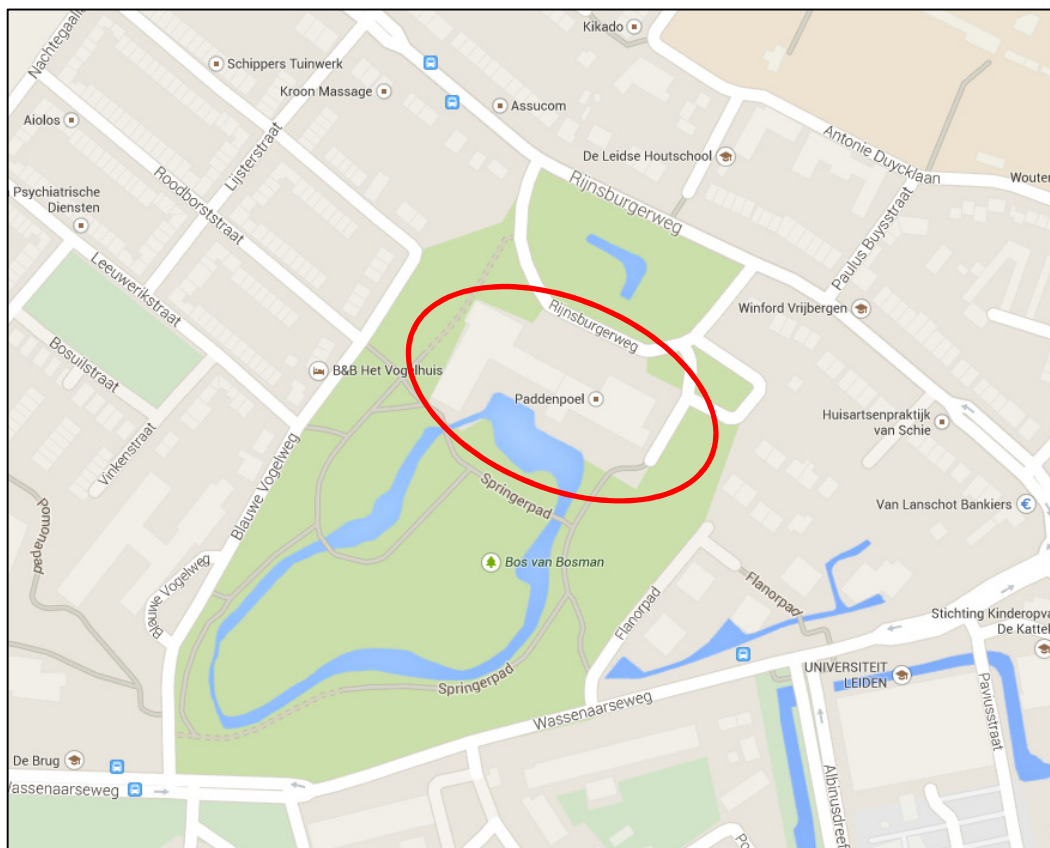 Kikado
Nachtegaal
Schippers Tuinwerk
Kroon Massage
Assucom
Aiolos
Lijsterstraat
De Leidse Houtschool
Antonie Duycklaan
Wouter
Psychiatrische
Diensten
Roodborststraat
Rijnsburgerweg
Paulus Buysstraat
Leeuwerikstraat
Winford Vrijbergen
Rijnsburgerweg
Bosuilstraat
B&B Het Vogelhuis
Paddenpoel
Huisartsenpraktijk
van Schie
Vinkenstraat
Blauwe Vogelweg
Springerpad
Van Lanschot Bankiers
Pomonapad
Bos van Bosman
Blauwe Vogelweg
Flanorpad
Flanorpad
Stichting Kinderopva
De Kattek
UNIVERSITEIT
LEIDEN
Springerpad
Wassenaarseweg
Paviusstraat
De Brug
Wassenaarseweg
Albinusdreef
Po